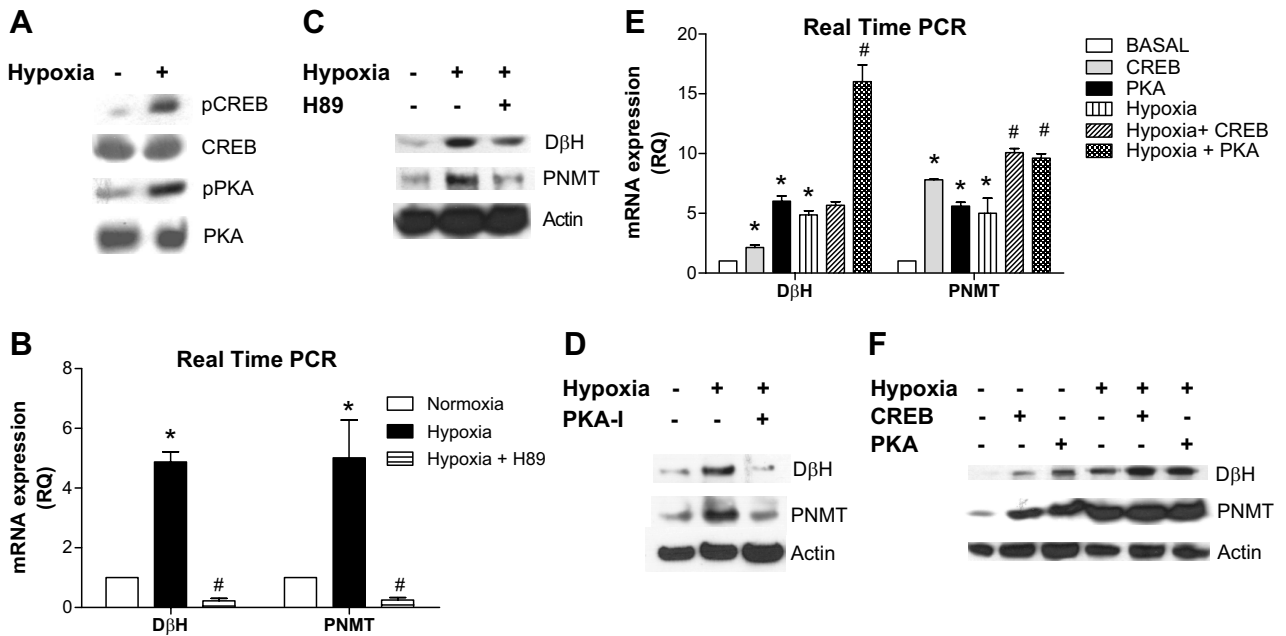 A
Hypoxia - +
pCREB
CREB
pPKA
PKA
C
Hypoxia - + +
H89 - - +
DβH
PNMT
Actin
E
Real Time PCR
mRNA expression
(RQ)
20
15
10
5
0
* * * #
* * * # #
DβH PNMT
BASAL
CREB
PKA
Hypoxia
Hypoxia+ CREB
Hypoxia + PKA
B
Real Time PCR
mRNA expression
(RQ)
8
6
4
2
0
* # * #
DβH PNMT
Normoxia
Hypoxia
Hypoxia + H89
D
Hypoxia - + +
PKA-I - - +
DβH
PNMT
Actin
F
Hypoxia - - - + + +
CREB - + - - + -
PKA - - + - - +
DβH
PNMT
Actin